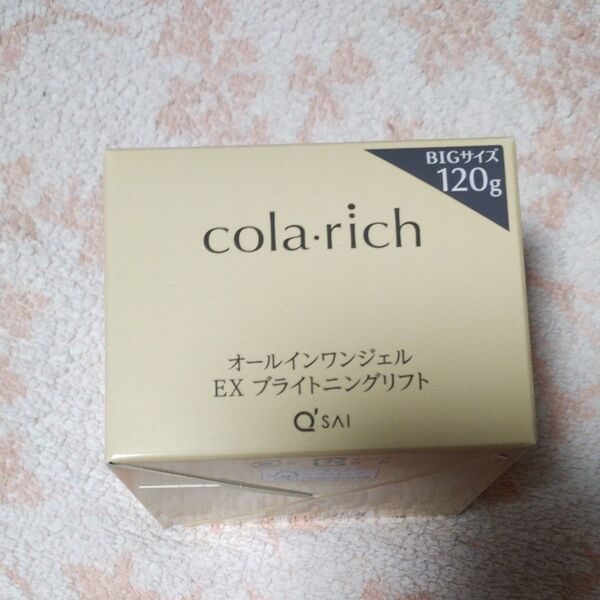 BIGサイズ
120g
cola·rich
オールインワンジェル
EX ブライトニングリフト
Q'SAI